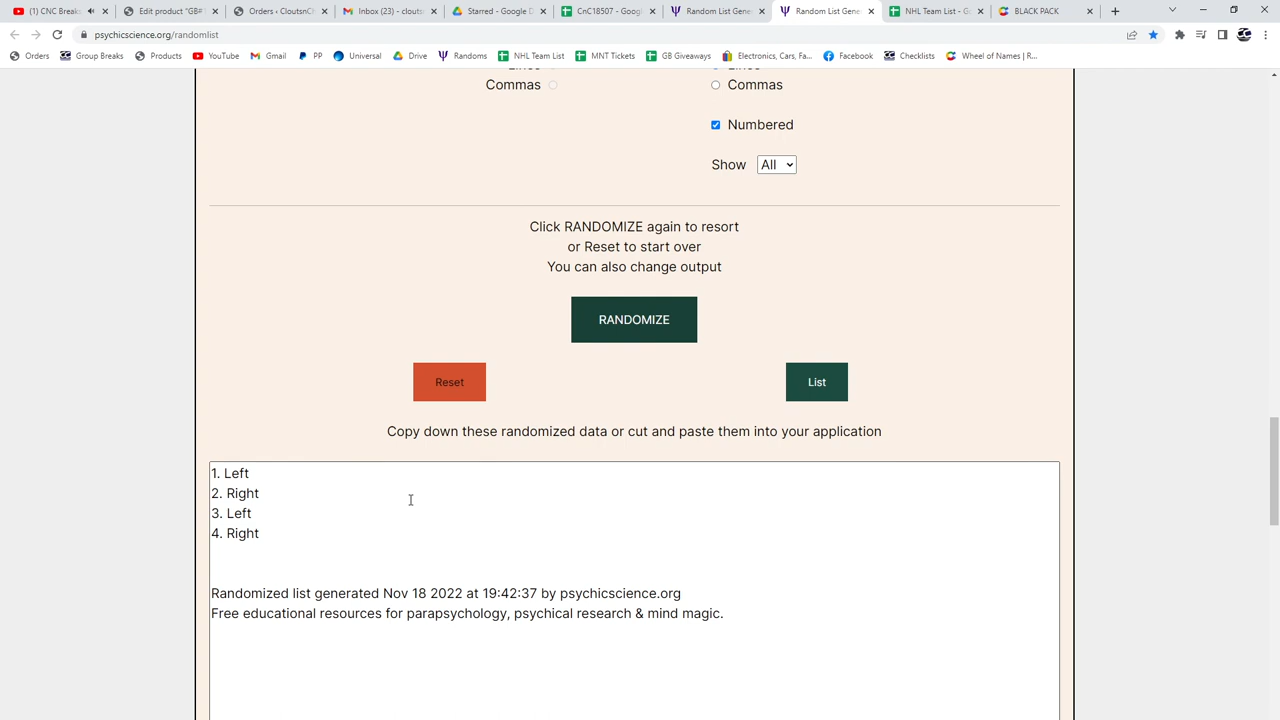 (1) CNC Break
Edit product "GB#
Orders ‹ CloutsnC
Inbox (23) - clouts
Starred - Google D
CnC18507 - Google
Random List Gene
Random List Gene
NHL Team List - G
BLACK PACK
psychicscience.org/randomlist
Orders
Group Breaks
Products
YouTube
Gmail
PP
Universal
Drive
Randoms
NHL Team List
MNT Tickets
GB Giveaways
Electronics, Cars, Fa...
Facebook
Checklists
Wheel of Names | R...
Commas
Commas
Numbered
Show All
Click RANDOMIZE again to resort
or Reset to start over
You can also change output
RANDOMIZE
Reset
List
Copy down these randomized data or cut and paste them into your application
1. Left
2. Right
3. Left
4. Right
Randomized list generated Nov 18 2022 at 19:42:37 by psychicscience.org
Free educational resources for parapsychology, psychical research & mind magic.